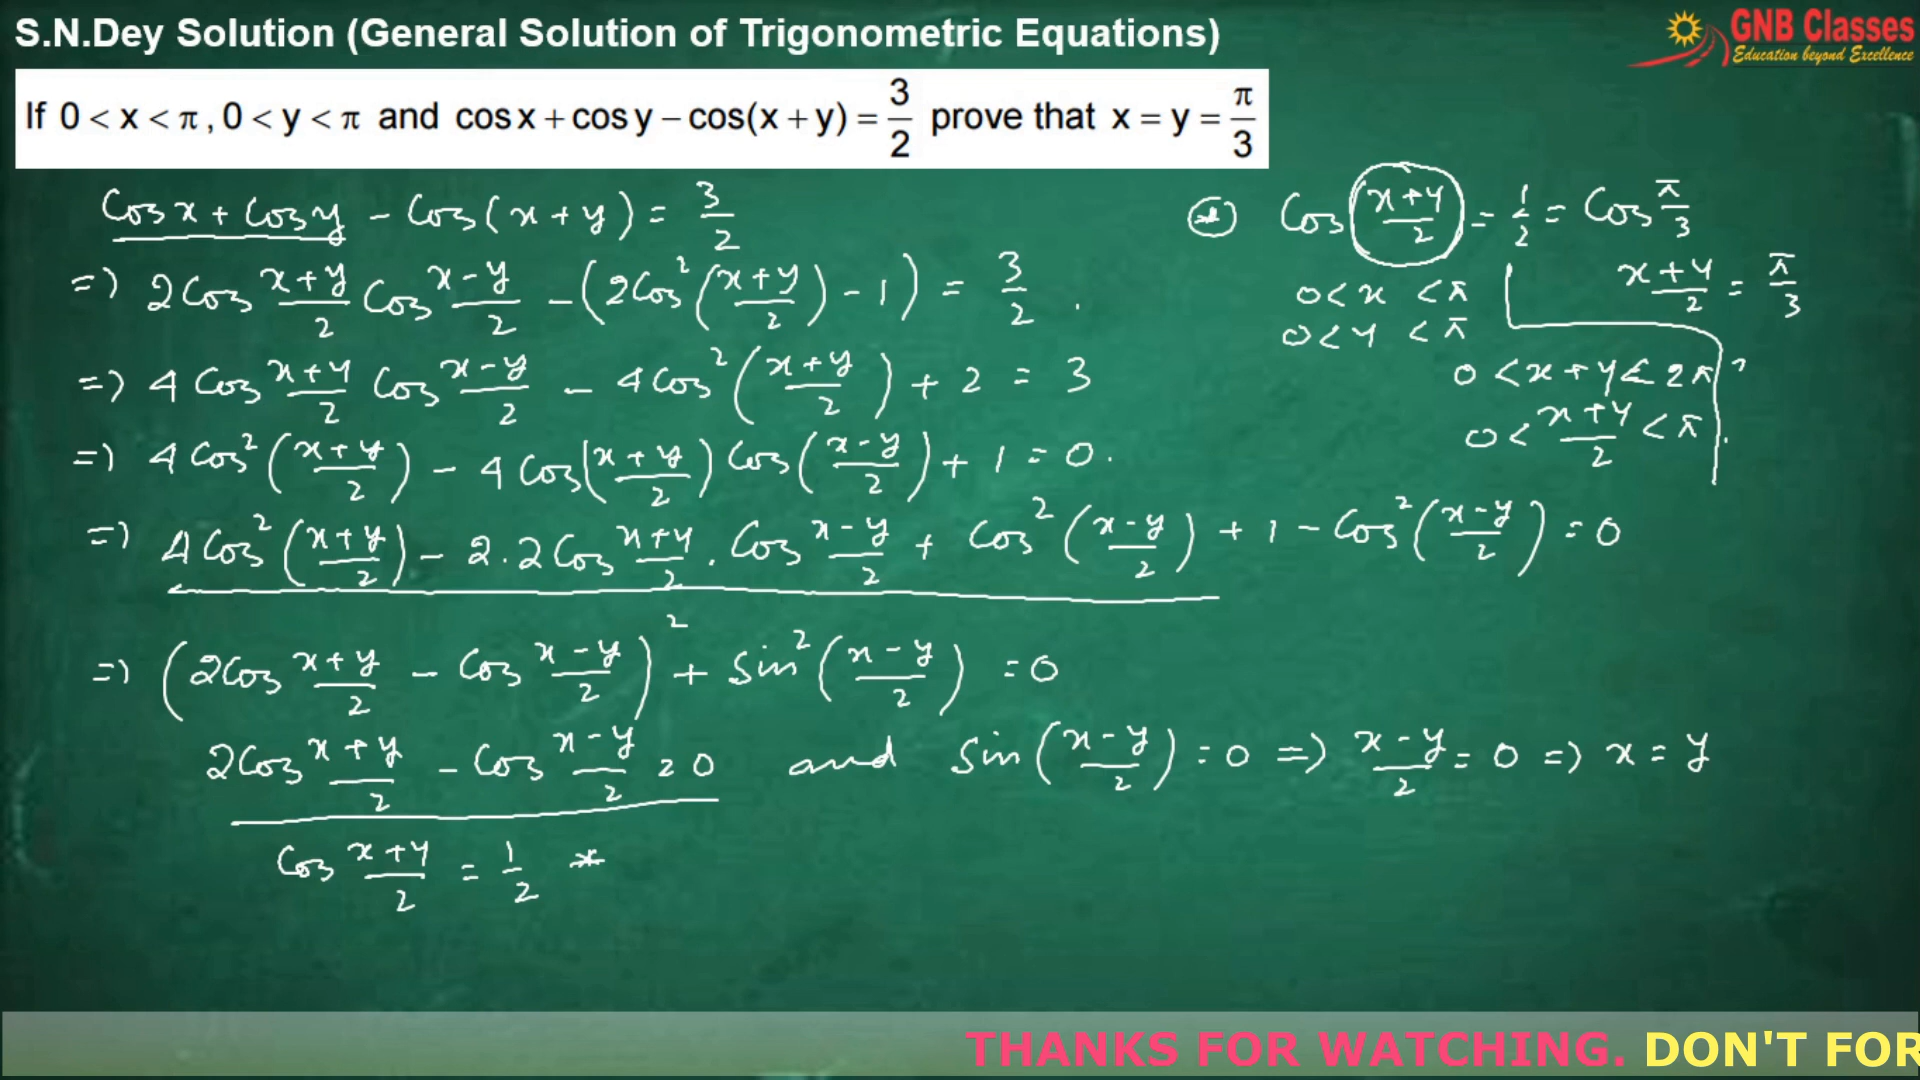 S.N.Dey Solution (General Solution of Trigonometric Equations)
GNB Classes
Education beyond Excellence
If 0 < x < π, 0 < y < π and cos x + cos y − cos(x + y) = 3/2 prove that x = y = π/3
Cos x + Cos y − Cos(x + y) = 3/2
=) 2Cos (x+y)/2 Cos (x−y)/2 − (2Cos²((x+y)/2) − 1) = 3/2 .
=) 4 Cos (x+y)/2 Cos (x−y)/2 − 4Cos²((x+y)/2) + 2 = 3
=) 4 Cos²((x+y)/2) − 4 Cos((x+y)/2) Cos((x−y)/2) + 1 = 0.
=) 4Cos²((x+y)/2) − 2.2Cos (x+y)/2 . Cos (x−y)/2 + Cos²((x−y)/2) + 1 − Cos²((x−y)/2) = 0
=) (2Cos (x+y)/2 − Cos (x−y)/2)² + Sin²((x−y)/2) = 0
2Cos (x+y)/2 − Cos (x−y)/2 = 0 and Sin((x−y)/2) = 0 =) (x−y)/2 = 0 =) x = y
Cos (x+y)/2 = 1/2 *
(*) Cos((x+y)/2) = 1/2 = Cos π/3
0 < x < π
0 < y < π
(x+y)/2 = π/3
0 < x + y < 2π
0 < (x+y)/2 < π
THANKS FOR WATCHING. DON'T FOR